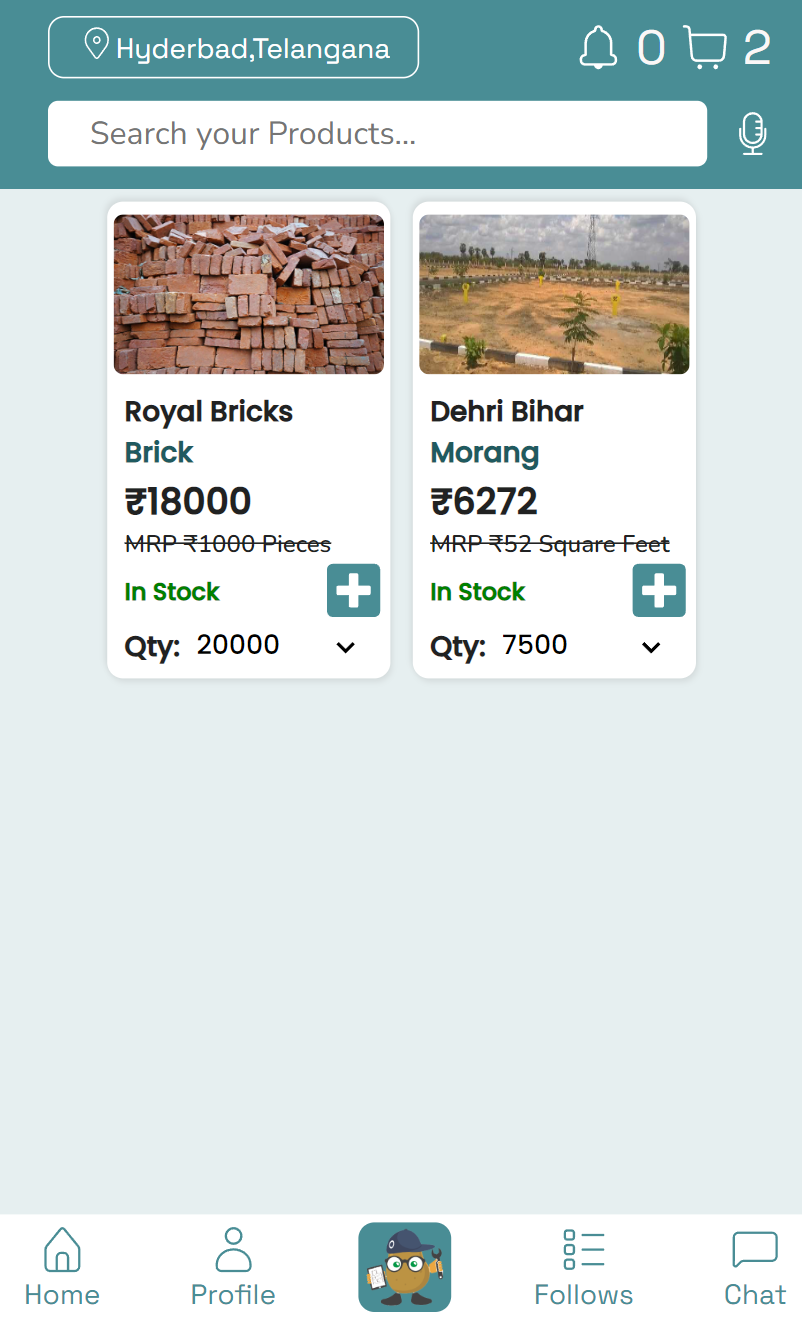 Hyderbad,Telangana
0
2
Search your Products...
Royal Bricks
Brick
₹18000
MRP ₹1000 Pieces
In Stock
Qty: 20000
Dehri Bihar
Morang
₹6272
MRP ₹52 Square Feet
In Stock
Qty: 7500
Home
Profile
Follows
Chat